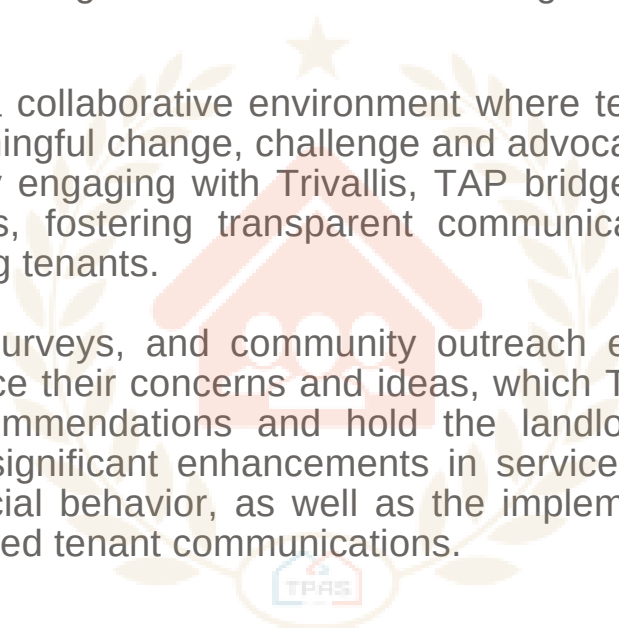 collaborative environment where te
ingful change, challenge and advoca
engaging with Trivallis, TAP bridge
s, fostering transparent communica
g tenants.
urveys, and community outreach e
ce their concerns and ideas, which T
mmendations and hold the landlo
significant enhancements in service
cial behavior, as well as the implem
ed tenant communications.
TPAS